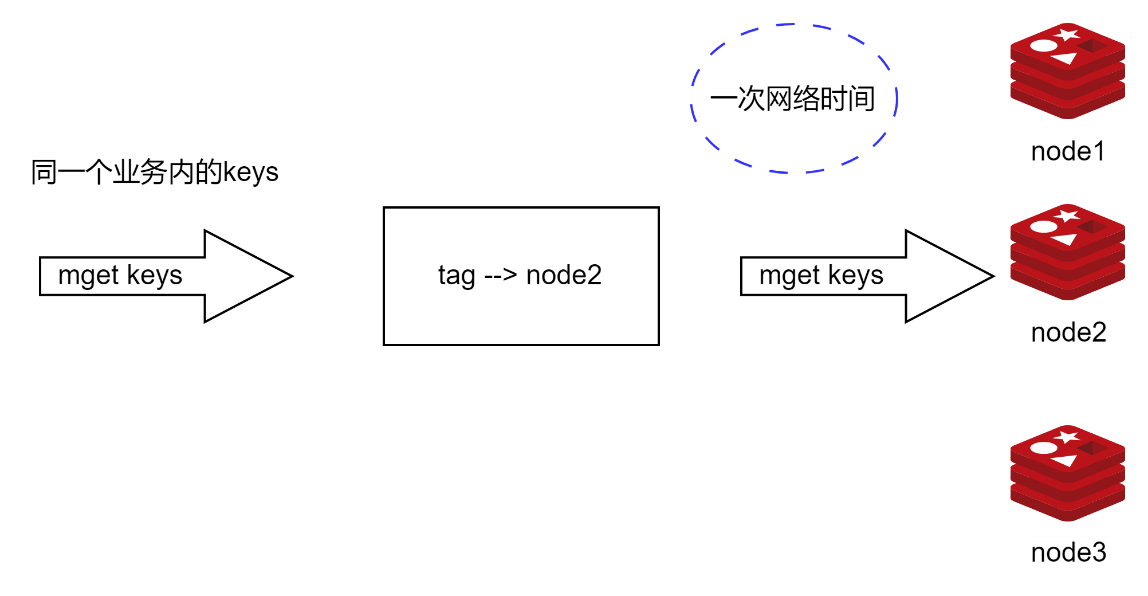 一次网络时间
node1
同一个业务内的keys
mget keys
tag --> node2
mget keys
node2
node3